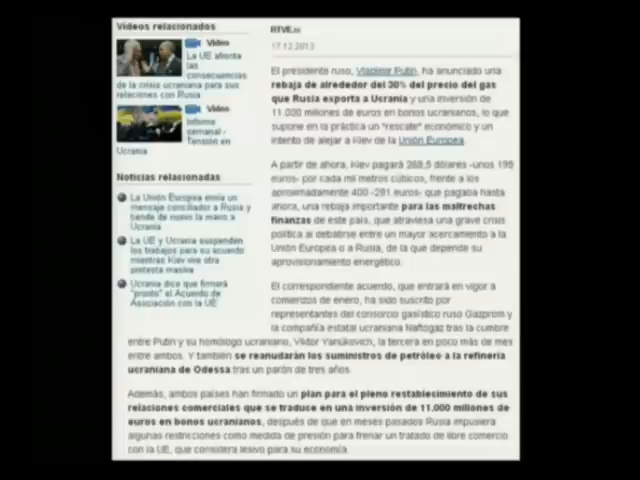 Vídeos relacionados
Vídeo
La UE afronta
las
consecuencias
de la crisis ucraniana para sus
relaciones con Rusia
Vídeo
Informe
semanal -
Tensión en
Ucrania
Noticias relacionadas
La Unión Europea envía un
mensaje conciliador a Rusia y
tiende de nuevo la mano a
Ucrania
La UE y Ucrania suspenden
los trabajos para su acuerdo
mientras Kiev vive otra
protesta masiva
Ucrania dice que firmará
"pronto" el Acuerdo de
Asociación con la UE
RTVE.es
17.12.2013
El presidente ruso, Vladimir Putin, ha anunciado una
rebaja de alrededor del 30% del precio del gas
que Rusia exporta a Ucrania y una inversión de
11.000 millones de euros en bonos ucranianos, lo que
supone en la práctica un "rescate" económico y un
intento de alejar a Kiev de la Unión Europea.
A partir de ahora, Kiev pagará 268,5 dólares -unos 195
euros- por cada mil metros cúbicos, frente a los
aproximadamente 400 -291 euros- que pagaba hasta
ahora, una rebaja importante para las maltrechas
finanzas de este país, que atraviesa una grave crisis
política al debatirse entre un mayor acercamiento a la
Unión Europea o a Rusia, de la que depende su
aprovisionamiento energético.
El correspondiente acuerdo, que entrará en vigor a
comienzos de enero, ha sido suscrito por
representantes del consorcio gasístico ruso Gazprom y
la compañía estatal ucraniana Naftogaz tras la cumbre
entre Putin y su homólogo ucraniano, Viktor Yanukovich, la tercera en poco más de mes
entre ambos. Y también se reanudarán los suministros de petróleo a la refinería
ucraniana de Odessa tras un parón de tres años.
Además, ambos países han firmado un plan para el pleno restablecimiento de sus
relaciones comerciales que se traduce en una inversión de 11.000 millones de
euros en bonos ucranianos, después de que en meses pasados Rusia impusiera
algunas restricciones como medida de presión para frenar un tratado de libre comercio
con la UE, que considera lesivo para su economía.